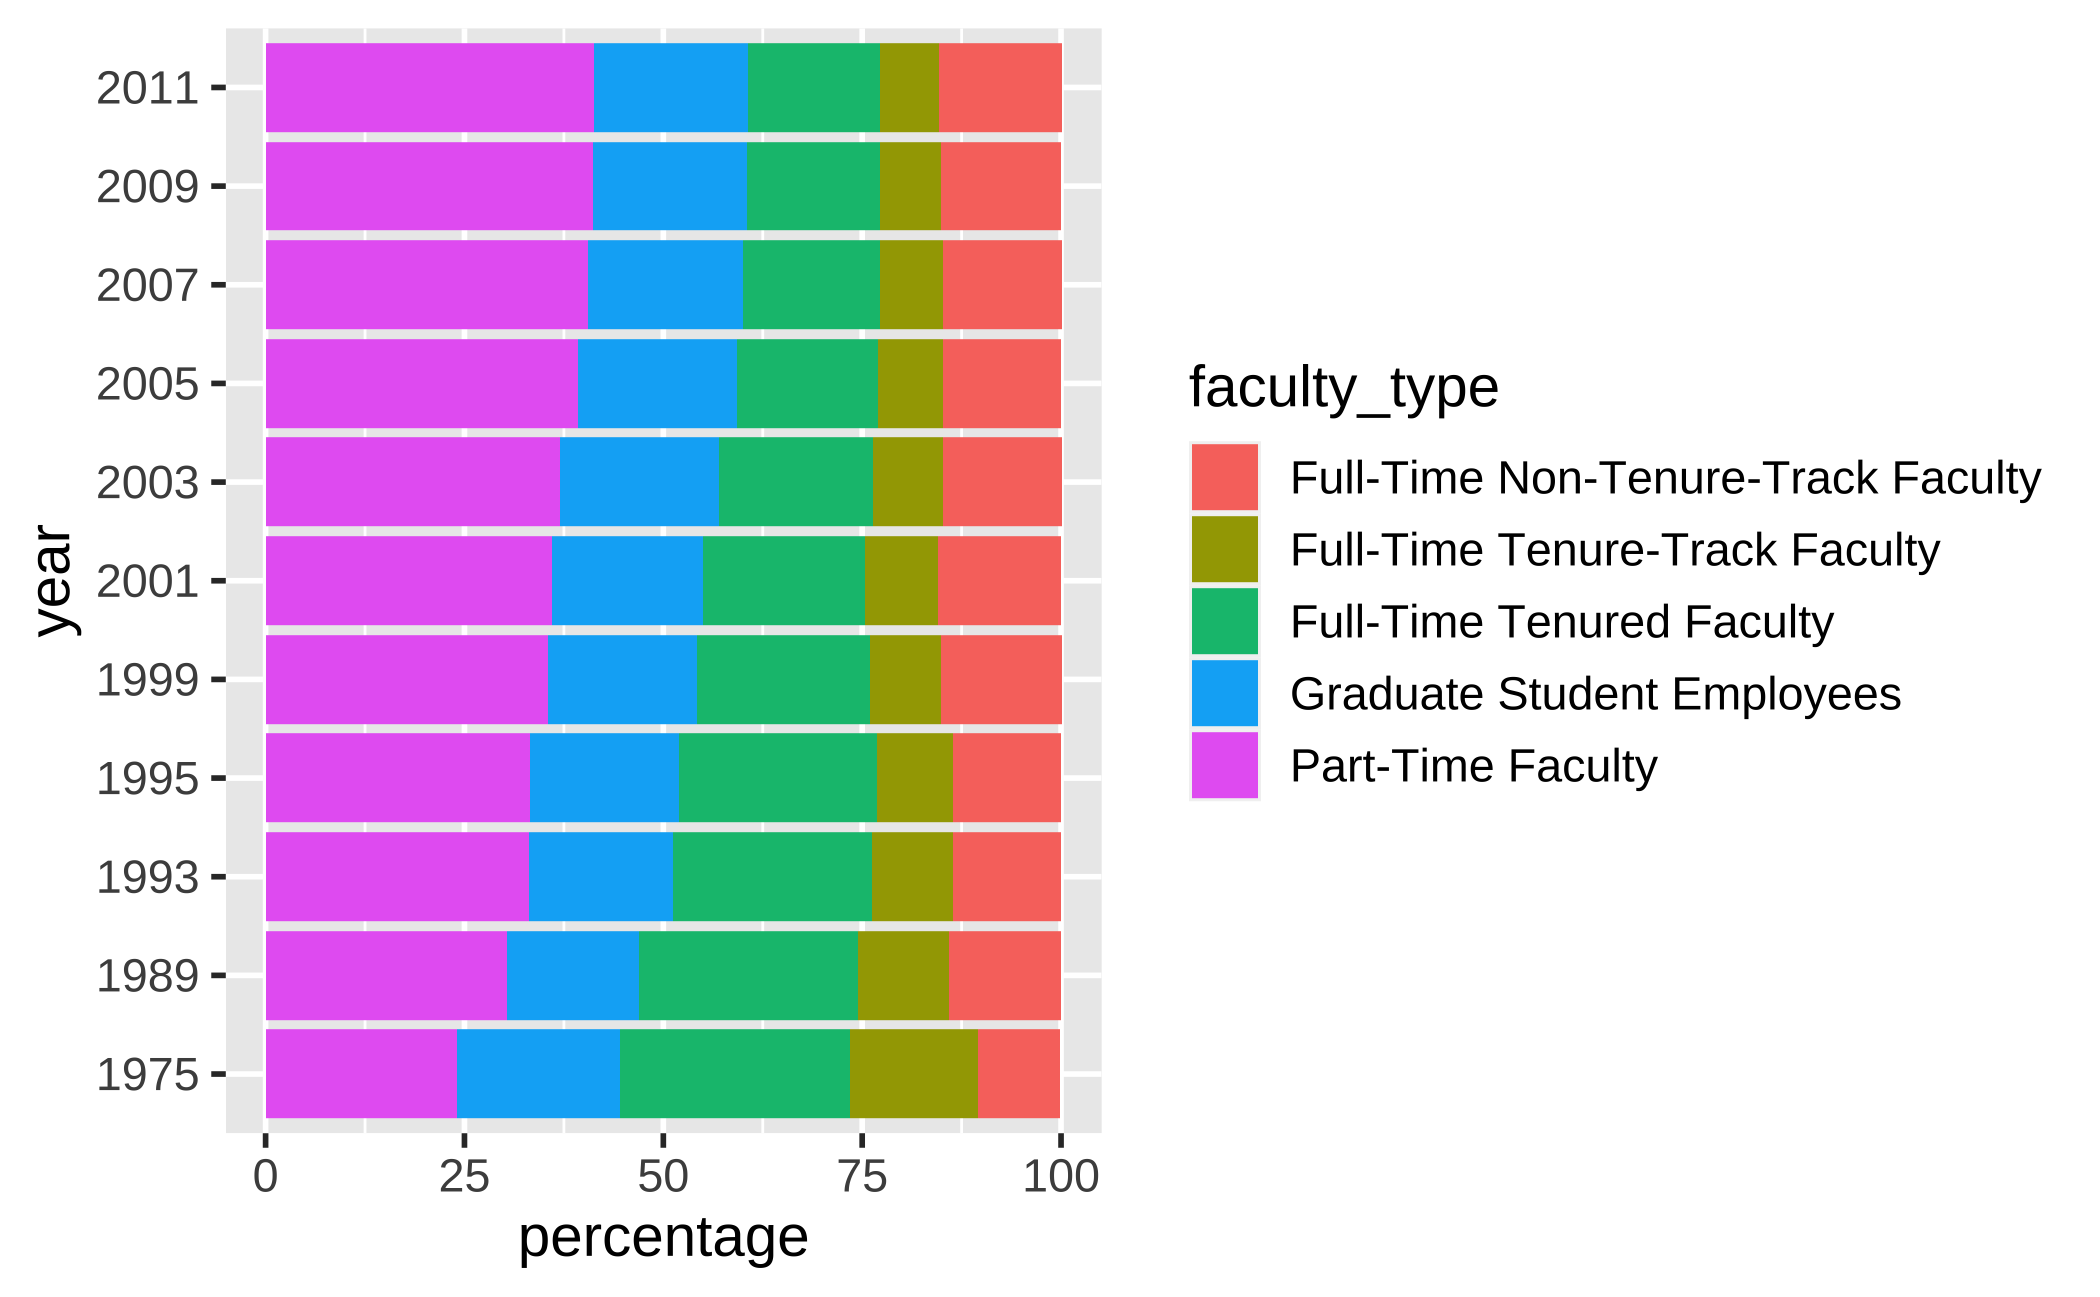 2011
2009
2007
2005
2003
2001
1999
1995
1993
1989
1975
year
0 25 50 75 100
percentage
faculty_type
Full-Time Non-Tenure-Track Faculty
Full-Time Tenure-Track Faculty
Full-Time Tenured Faculty
Graduate Student Employees
Part-Time Faculty